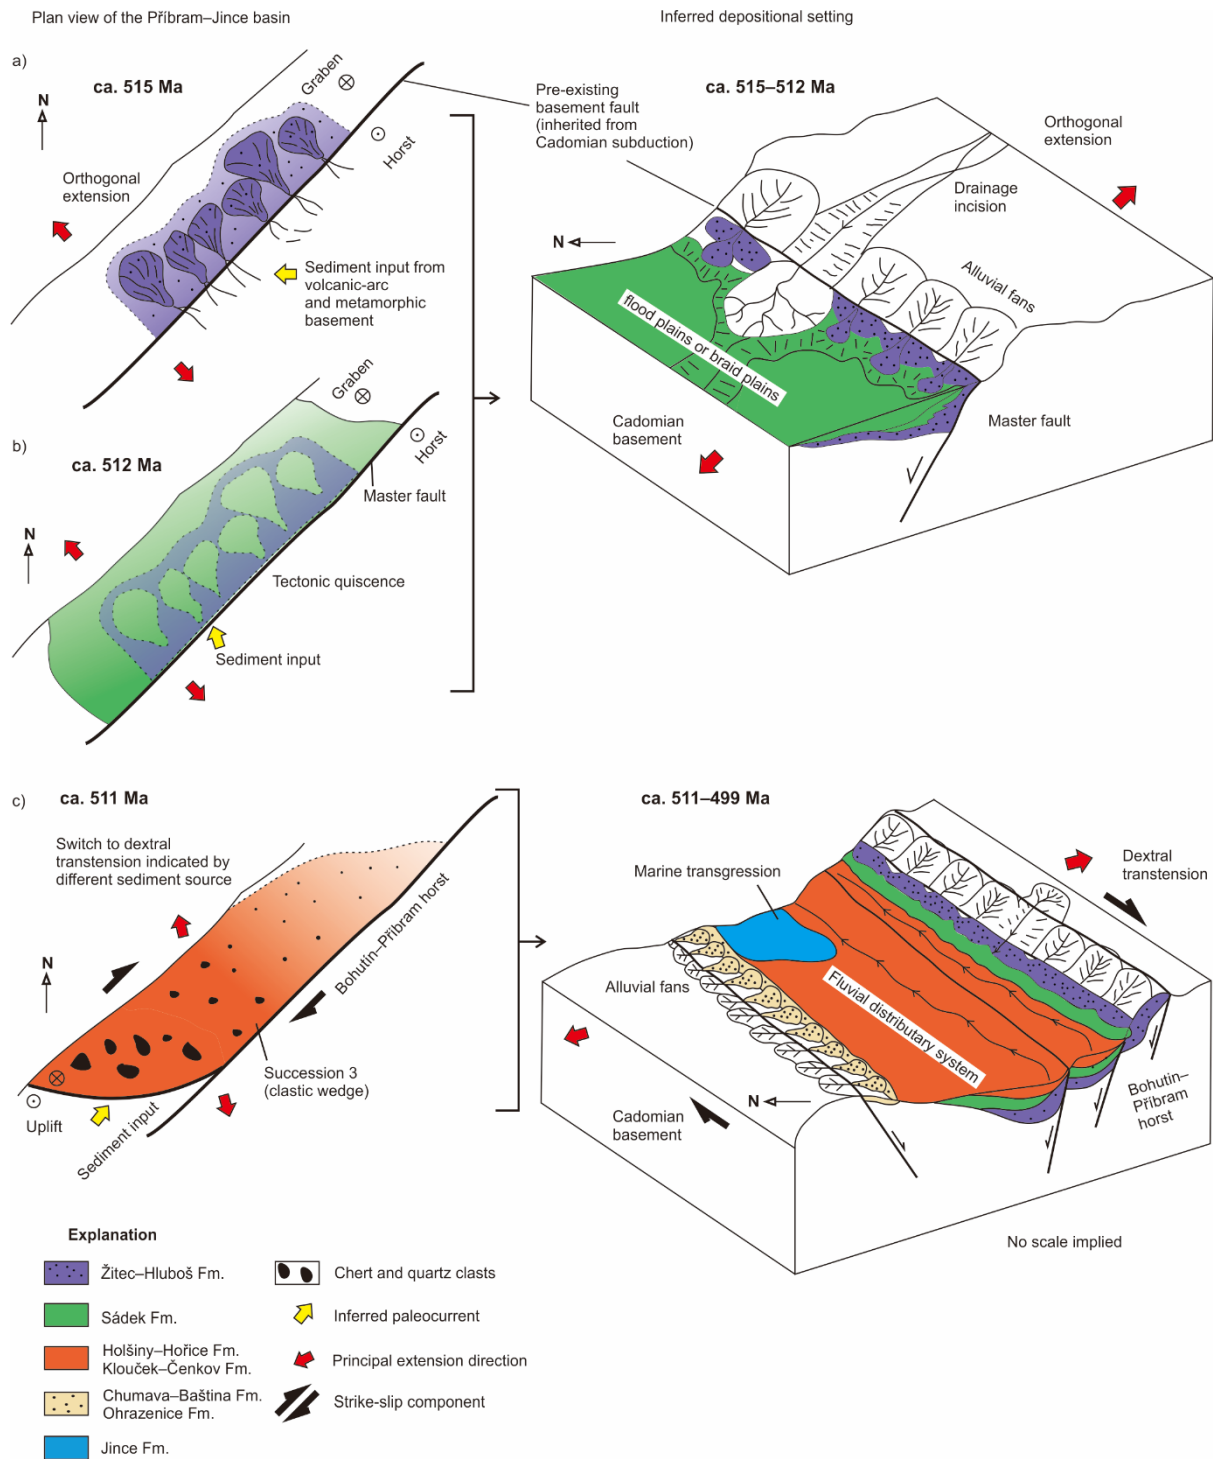 Plan view of the Příbram–Jince basin
Inferred depositional setting
a)
ca. 515 Ma
N
Graben
Horst
Orthogonal
extension
Sediment input from
volcanic-arc
and metamorphic
basement
Pre-existing
basement fault
(inherited from
Cadomian subduction)
ca. 515–512 Ma
Orthogonal
extension
Drainage
incision
N
Alluvial fans
flood plains or braid plains
Cadomian
basement
Master fault
b)
ca. 512 Ma
N
Graben
Horst
Master fault
Tectonic quiscence
Sediment input
c)
ca. 511 Ma
Switch to dextral
transtension indicated by
different sediment source
N
Bohutín–Příbram horst
Succession 3
(clastic wedge)
Uplift
Sediment input
ca. 511–499 Ma
Marine transgression
Dextral
transtension
Alluvial fans
Fluvial distributary system
N
Cadomian
basement
Bohutín–
Příbram
horst
No scale implied
Explanation
Žitec–Hluboš Fm.
Sádek Fm.
Holšiny–Hořice Fm.
Klouček–Čenkov Fm.
Chumava–Baština Fm.
Ohrazenice Fm.
Jince Fm.
Chert and quartz clasts
Inferred paleocurrent
Principal extension direction
Strike-slip component